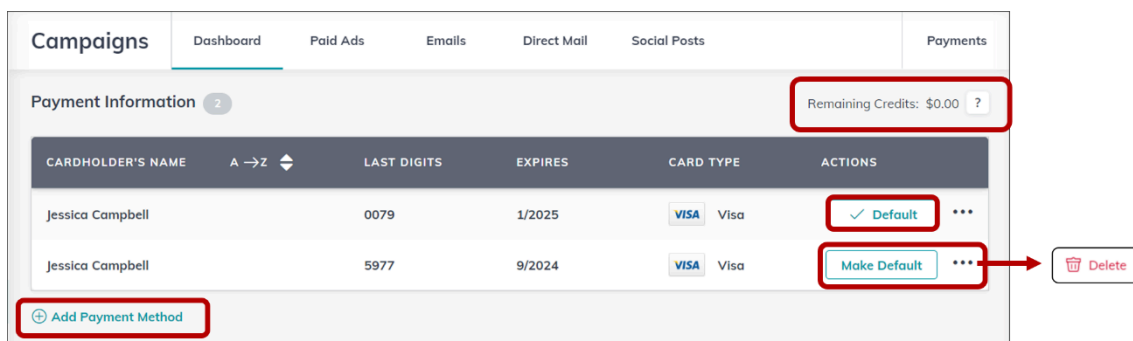 Campaigns Dashboard Paid Ads Emails Direct Mail Social Posts Payments
Payment Information 2 Remaining Credits: $0.00 ?
CARDHOLDER'S NAME A→Z LAST DIGITS EXPIRES CARD TYPE ACTIONS
Jessica Campbell 0079 1/2025 VISA Visa Default •••
Jessica Campbell 5977 9/2024 VISA Visa Make Default ••• Delete
Add Payment Method